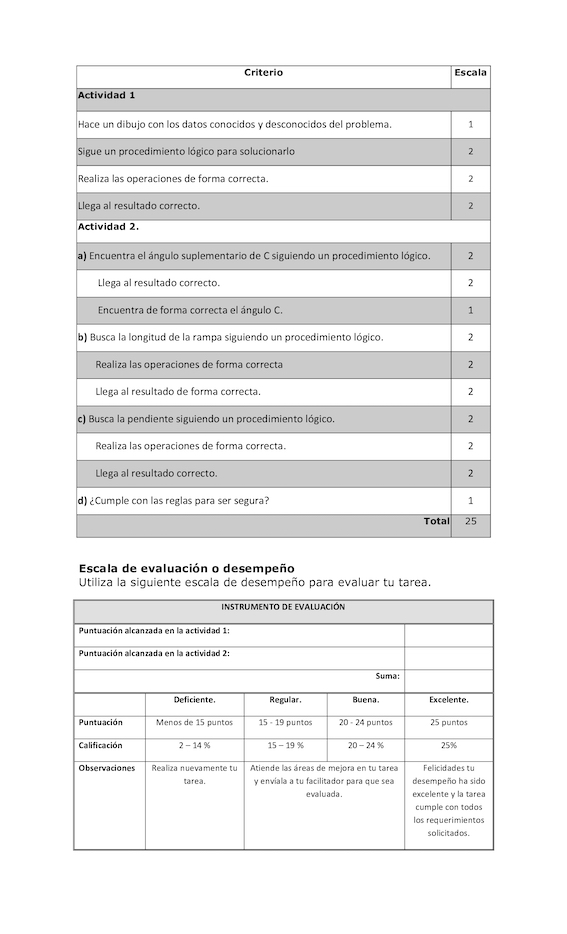 Criterio Escala
Actividad 1
Hace un dibujo con los datos conocidos y desconocidos del problema. 1
Sigue un procedimiento lógico para solucionarlo 2
Realiza las operaciones de forma correcta. 2
Llega al resultado correcto. 2
Actividad 2.
a) Encuentra el ángulo suplementario de C siguiendo un procedimiento lógico. 2
Llega al resultado correcto. 2
Encuentra de forma correcta el ángulo C. 1
b) Busca la longitud de la rampa siguiendo un procedimiento lógico. 2
Realiza las operaciones de forma correcta 2
Llega al resultado de forma correcta. 2
c) Busca la pendiente siguiendo un procedimiento lógico. 2
Realiza las operaciones de forma correcta. 2
Llega al resultado correcto. 2
d) ¿Cumple con las reglas para ser segura? 1
Total 25
Escala de evaluación o desempeño
Utiliza la siguiente escala de desempeño para evaluar tu tarea.
INSTRUMENTO DE EVALUACIÓN
Puntuación alcanzada en la actividad 1:
Puntuación alcanzada en la actividad 2:
Suma:
Deficiente. Regular. Buena. Excelente.
Puntuación Menos de 15 puntos 15 - 19 puntos 20 - 24 puntos 25 puntos
Calificación 2 – 14 % 15 – 19 % 20 – 24 % 25%
Observaciones Realiza nuevamente tu Atiende las áreas de mejora en tu tarea Felicidades tu
tarea. y envíala a tu facilitador para que sea desempeño ha sido
evaluada. excelente y la tarea
cumple con todos
los requerimientos
solicitados.